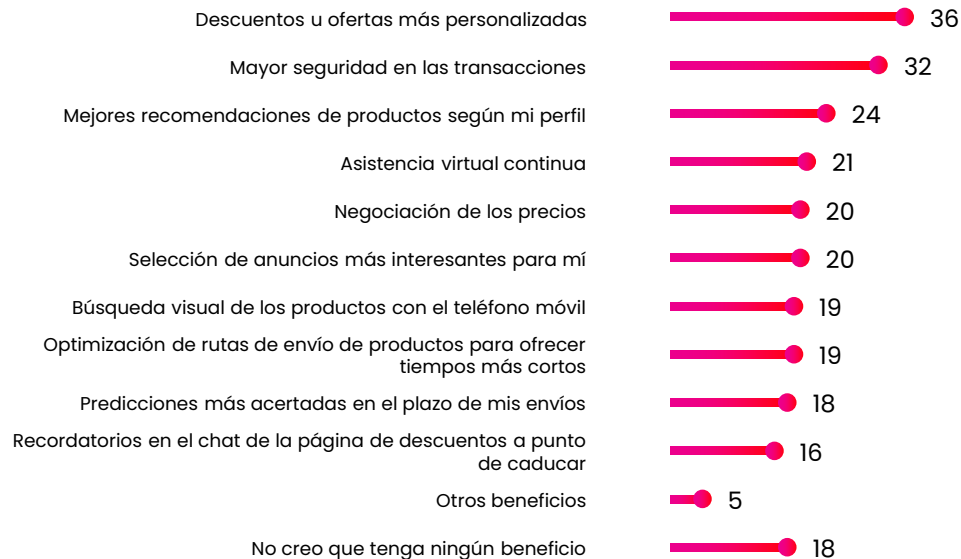 Descuentos u ofertas más personalizadas 36
Mayor seguridad en las transacciones 32
Mejores recomendaciones de productos según mi perfil 24
Asistencia virtual continua 21
Negociación de los precios 20
Selección de anuncios más interesantes para mí 20
Búsqueda visual de los productos con el teléfono móvil 19
Optimización de rutas de envío de productos para ofrecer
tiempos más cortos 19
Predicciones más acertadas en el plazo de mis envíos 18
Recordatorios en el chat de la página de descuentos a punto
de caducar 16
Otros beneficios 5
No creo que tenga ningún beneficio 18